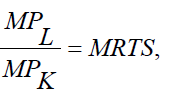 MP_L / MP_K = MRTS,